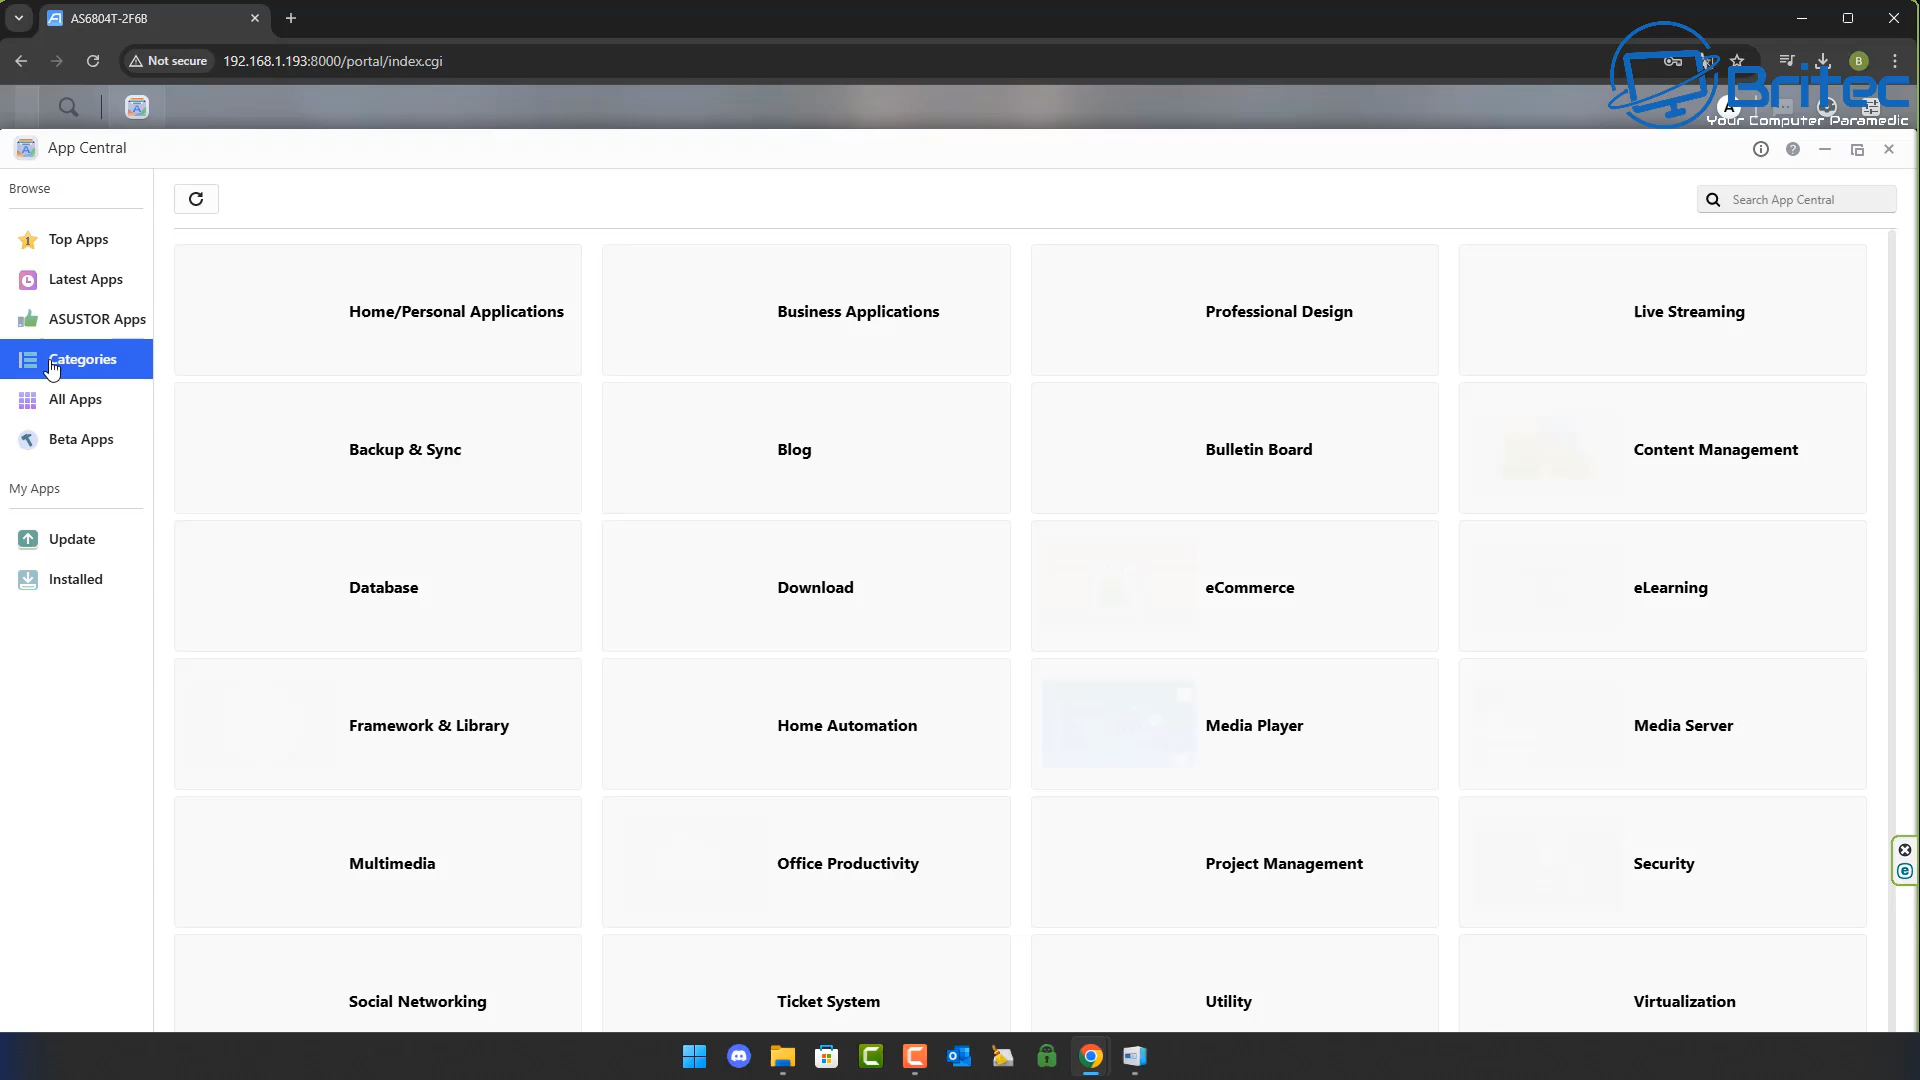 AS6804T-2F6B
Not secure
192.168.1.193:8000/portal/index.cgi
B
Britec
Your Computer Paramedic
App Central
Browse
Search App Central
Top Apps
Latest Apps
ASUSTOR Apps
Categories
All Apps
Beta Apps
My Apps
Update
Installed
Home/Personal Applications
Business Applications
Professional Design
Live Streaming
Backup & Sync
Blog
Bulletin Board
Content Management
Database
Download
eCommerce
eLearning
Framework & Library
Home Automation
Media Player
Media Server
Multimedia
Office Productivity
Project Management
Security
Social Networking
Ticket System
Utility
Virtualization